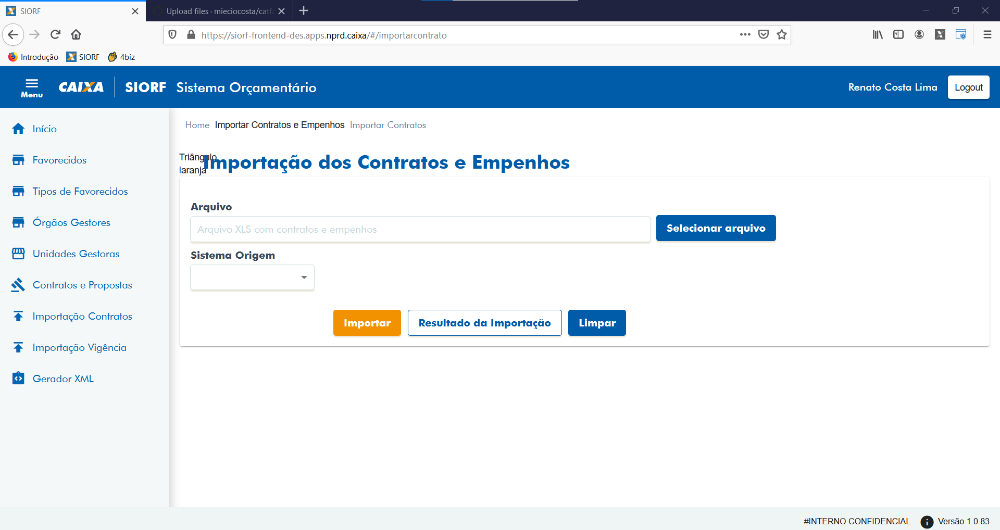 SIORF
Upload files · mieciocosta/catfa
https://siorf-frontend-des.apps.nprd.caixa/#/importarcontrato
Introdução
SIORF
4biz
Menu
CAIXA
SIORF Sistema Orçamentário
Renato Costa Lima
Logout
Início
Favorecidos
Tipos de Favorecidos
Órgãos Gestores
Unidades Gestoras
Contratos e Propostas
Importação Contratos
Importação Vigência
Gerador XML
Home Importar Contratos e Empenhos Importar Contratos
Triângulo
laranja
Importação dos Contratos e Empenhos
Arquivo
Arquivo XLS com contratos e empenhos
Selecionar arquivo
Sistema Origem
Importar
Resultado da Importação
Limpar
#INTERNO CONFIDENCIAL
Versão 1.0.83